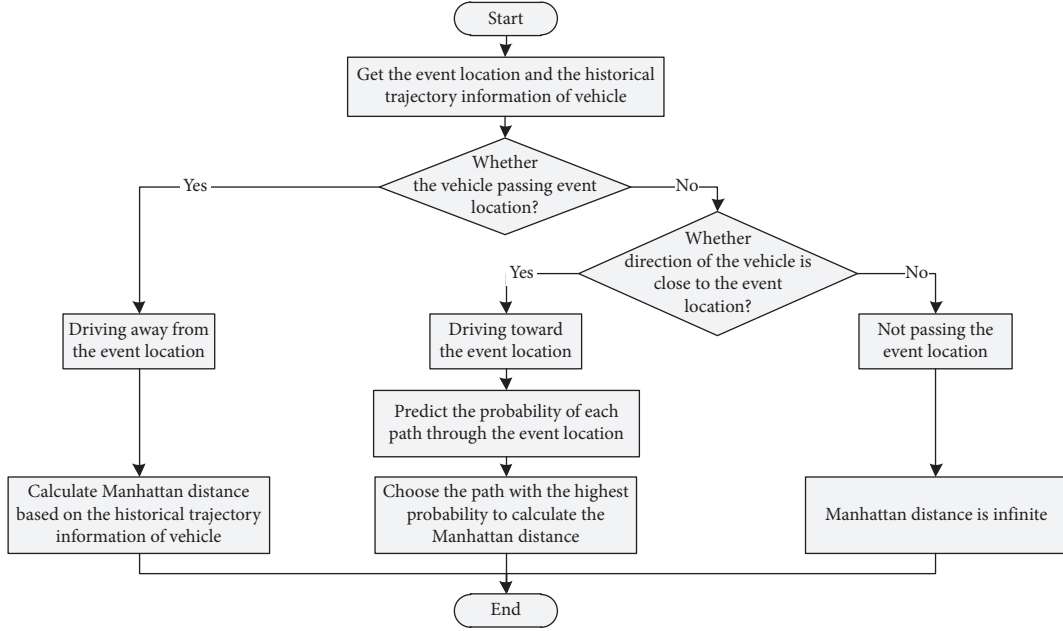 Start
Get the event location and the historical
trajectory information of vehicle
Whether
the vehicle passing event
location?
Yes
No
Whether
direction of the vehicle is
close to the event
location?
Yes
No
Driving away from
the event location
Driving toward
the event location
Not passing the
event location
Predict the probability of each
path through the event location
Calculate Manhattan distance
based on the historical trajectory
information of vehicle
Choose the path with the highest
probability to calculate the
Manhattan distance
Manhattan distance is infinite
End